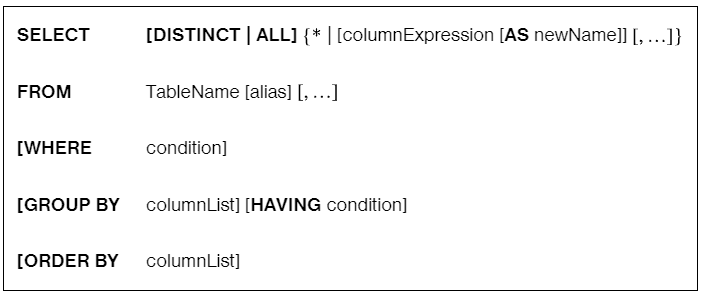 SELECT [DISTINCT | ALL] {* | [columnExpression [AS newName]] [, ...]}
FROM TableName [alias] [, ...]
[WHERE condition]
[GROUP BY columnList] [HAVING condition]
[ORDER BY columnList]